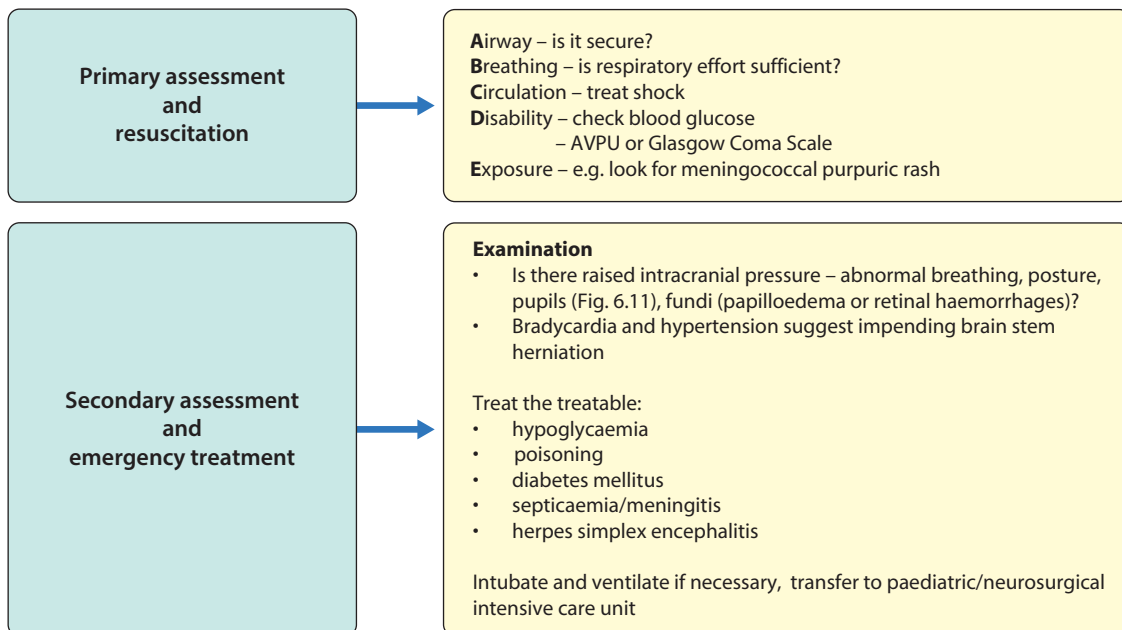 Primary assessment
and
resuscitation
Airway – is it secure?
Breathing – is respiratory effort sufficient?
Circulation – treat shock
Disability – check blood glucose
– AVPU or Glasgow Coma Scale
Exposure – e.g. look for meningococcal purpuric rash
Secondary assessment
and
emergency treatment
Examination
• Is there raised intracranial pressure – abnormal breathing, posture,
pupils (Fig. 6.11), fundi (papilloedema or retinal haemorrhages)?
• Bradycardia and hypertension suggest impending brain stem
herniation
Treat the treatable:
• hypoglycaemia
• poisoning
• diabetes mellitus
• septicaemia/meningitis
• herpes simplex encephalitis
Intubate and ventilate if necessary, transfer to paediatric/neurosurgical
intensive care unit